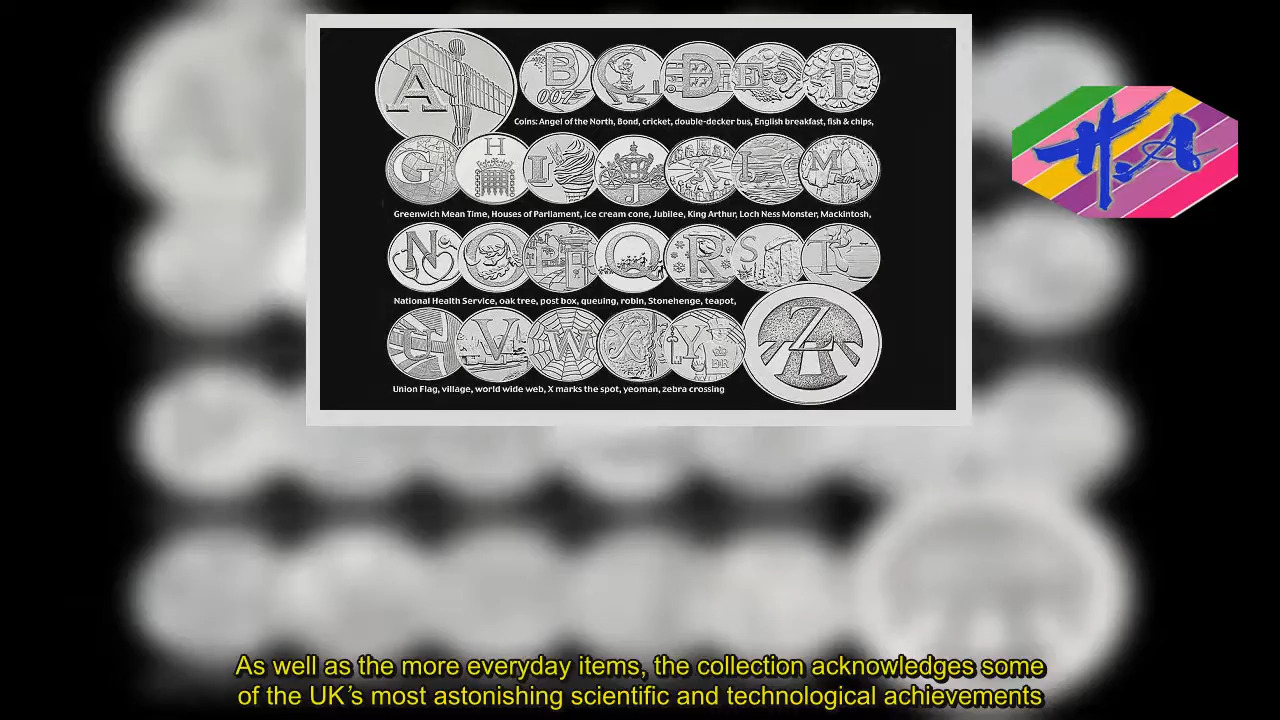 A
B
007
C
D
E
F
Coins: Angel of the North, Bond, cricket, double-decker bus, English breakfast, fish & chips,
G
H
I
J
K
L
M
Greenwich Mean Time, Houses of Parliament, ice cream cone, Jubilee, King Arthur, Loch Ness Monster, Mackintosh,
N
O
P
Q
R
S
T
National Health Service, oak tree, post box, queuing, robin, Stonehenge, teapot,
U
V
W
X
Y
ER
Z
Union Flag, village, world wide web, X marks the spot, yeoman, zebra crossing
H.A
As well as the more everyday items, the collection acknowledges some
of the UK's most astonishing scientific and technological achievements